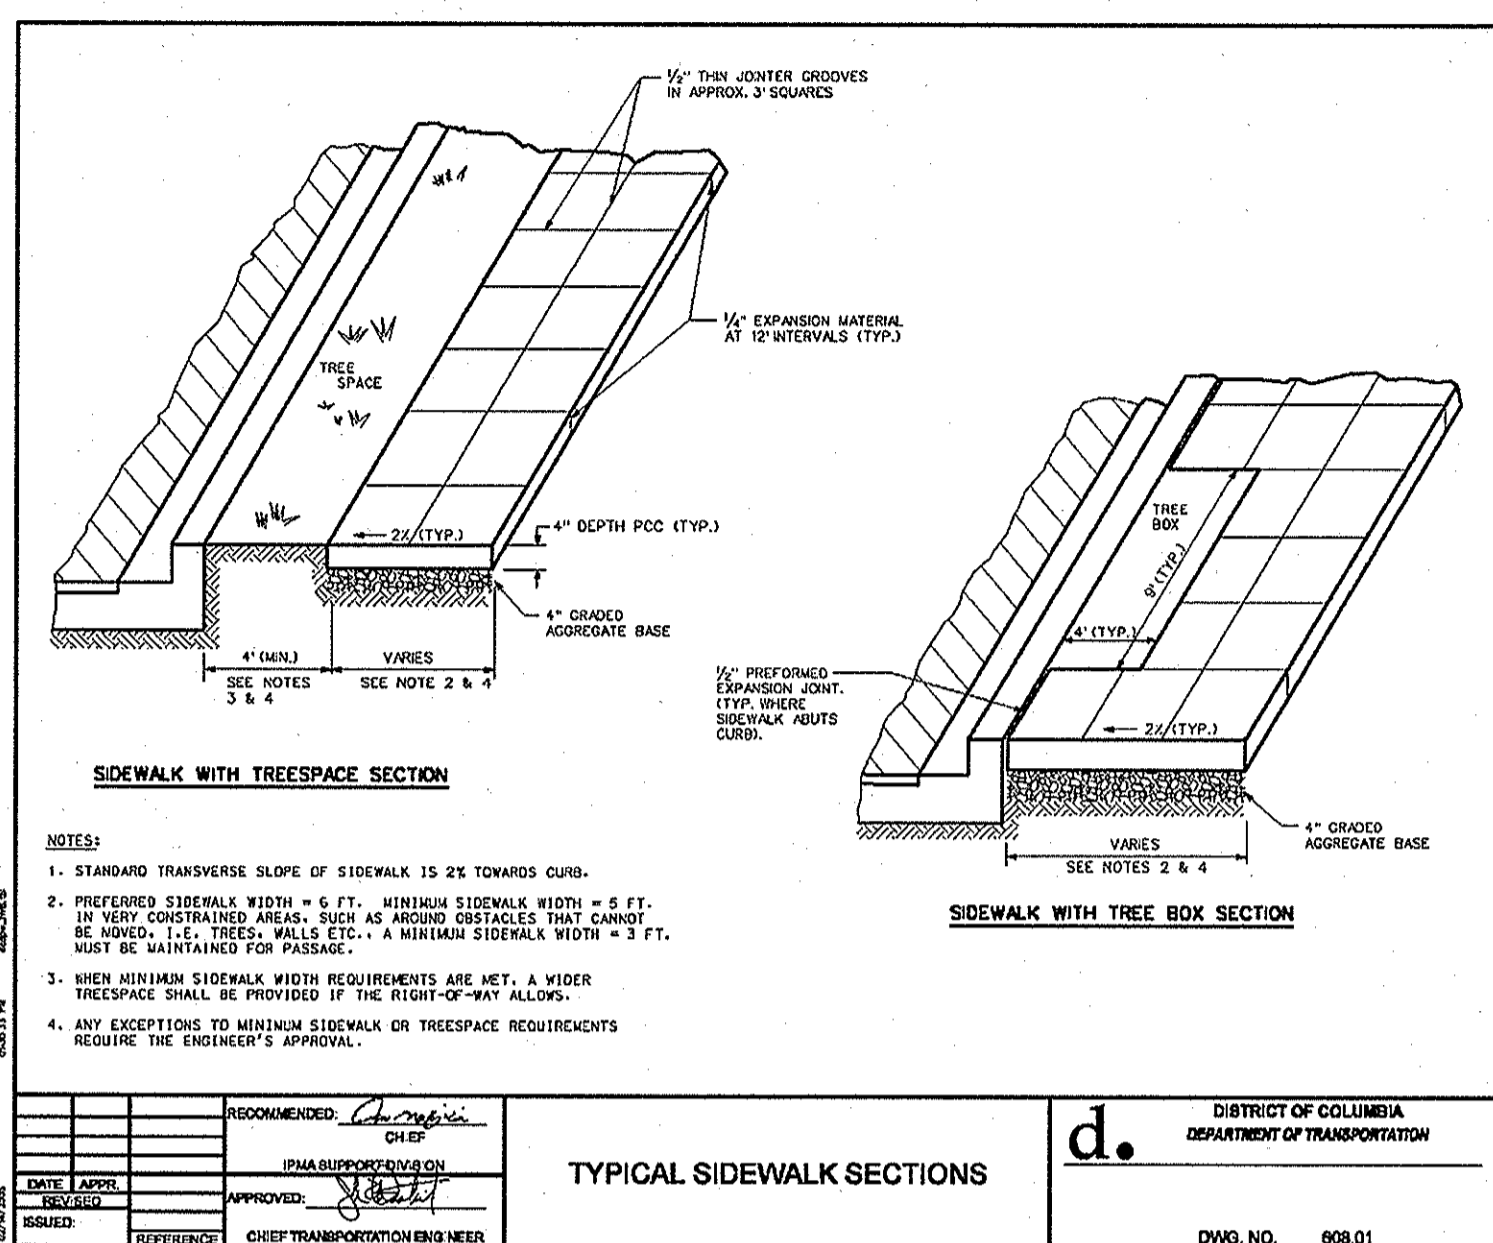 ½" THIN JOINTER GROOVES
IN APPROX. 3' SQUARES
¼" EXPANSION MATERIAL
AT 12' INTERVALS (TYP.)
TREE
SPACE
2% (TYP.)
4" DEPTH PCC (TYP.)
4" GRADED
AGGREGATE BASE
4' (MIN.)
SEE NOTES
3 & 4
VARIES
SEE NOTE 2 & 4
SIDEWALK WITH TREESPACE SECTION
TREE
BOX
9' (TYP.)
4' (TYP.)
½" PREFORMED
EXPANSION JOINT.
(TYP. WHERE
SIDEWALK ABUTS
CURB).
2% (TYP.)
4" GRADED
AGGREGATE BASE
VARIES
SEE NOTES 2 & 4
SIDEWALK WITH TREE BOX SECTION
NOTES:
1. STANDARD TRANSVERSE SLOPE OF SIDEWALK IS 2% TOWARDS CURB.
2. PREFERRED SIDEWALK WIDTH = 6 FT. MINIMUM SIDEWALK WIDTH = 5 FT.
IN VERY CONSTRAINED AREAS, SUCH AS AROUND OBSTACLES THAT CANNOT
BE MOVED, I.E. TREES, WALLS ETC., A MINIMUM SIDEWALK WIDTH = 3 FT.
MUST BE MAINTAINED FOR PASSAGE.
3. WHEN MINIMUM SIDEWALK WIDTH REQUIREMENTS ARE MET, A WIDER
TREESPACE SHALL BE PROVIDED IF THE RIGHT-OF-WAY ALLOWS.
4. ANY EXCEPTIONS TO MINIMUM SIDEWALK OR TREESPACE REQUIREMENTS
REQUIRE THE ENGINEER'S APPROVAL.
DATE APPR.
REVISED
ISSUED:
REFERENCE
RECOMMENDED:
CHIEF
IPMA SUPPORT DIVISION
APPROVED:
CHIEF TRANSPORTATION ENGINEER
TYPICAL SIDEWALK SECTIONS
d.
DISTRICT OF COLUMBIA
DEPARTMENT OF TRANSPORTATION
DWG. NO. 608.01